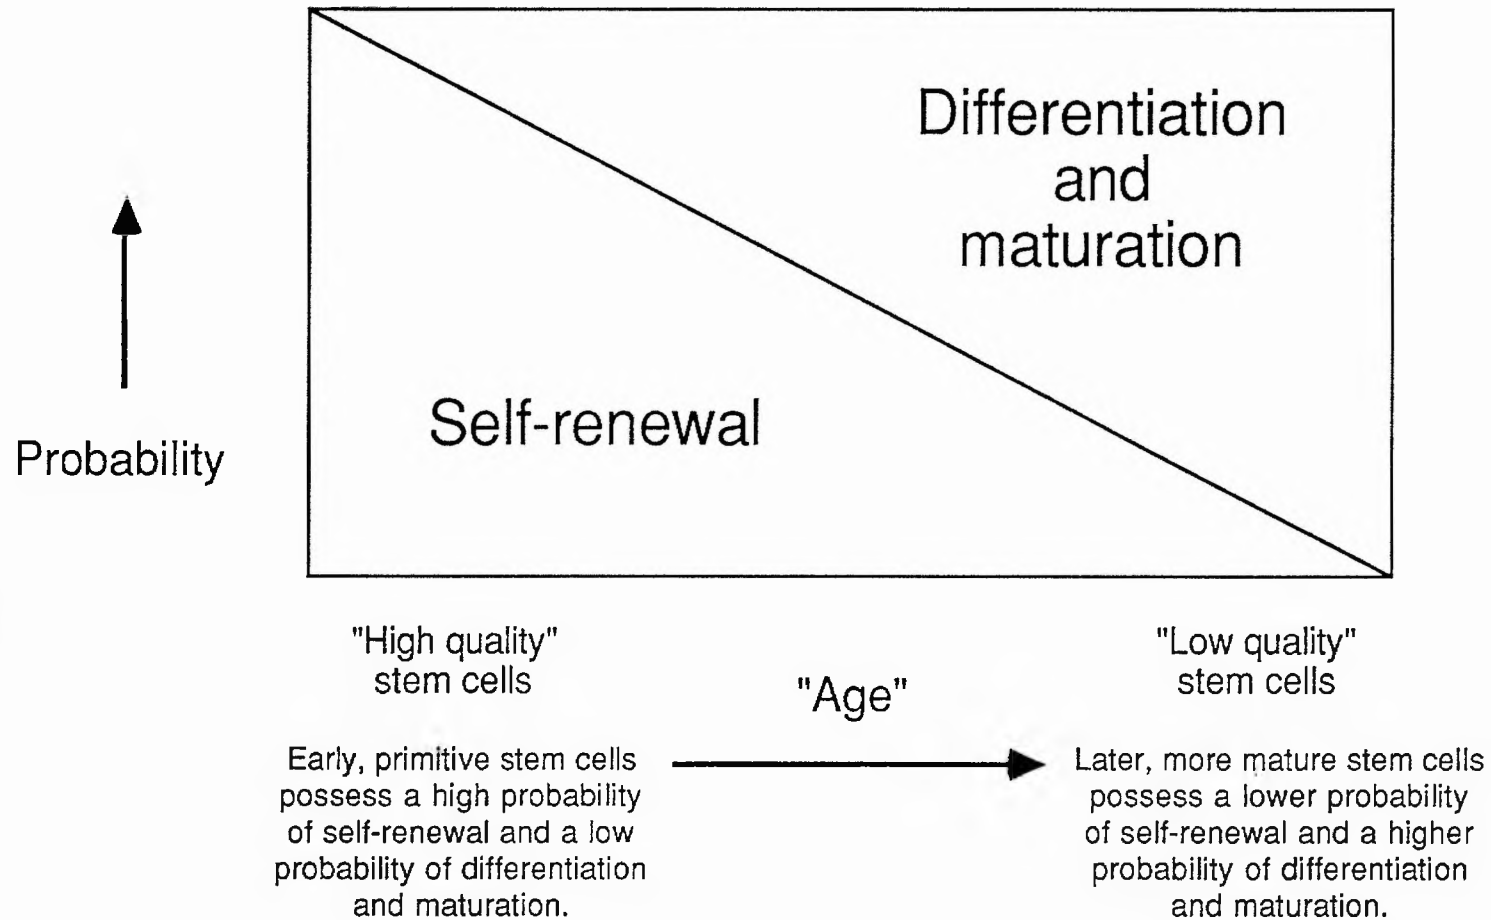 Differentiation
and
maturation
Self-renewal
Probability
"High quality"
stem cells
"Age"
"Low quality"
stem cells
Early, primitive stem cells
possess a high probability
of self-renewal and a low
probability of differentiation
and maturation.
Later, more mature stem cells
possess a lower probability
of self-renewal and a higher
probability of differentiation
and maturation.